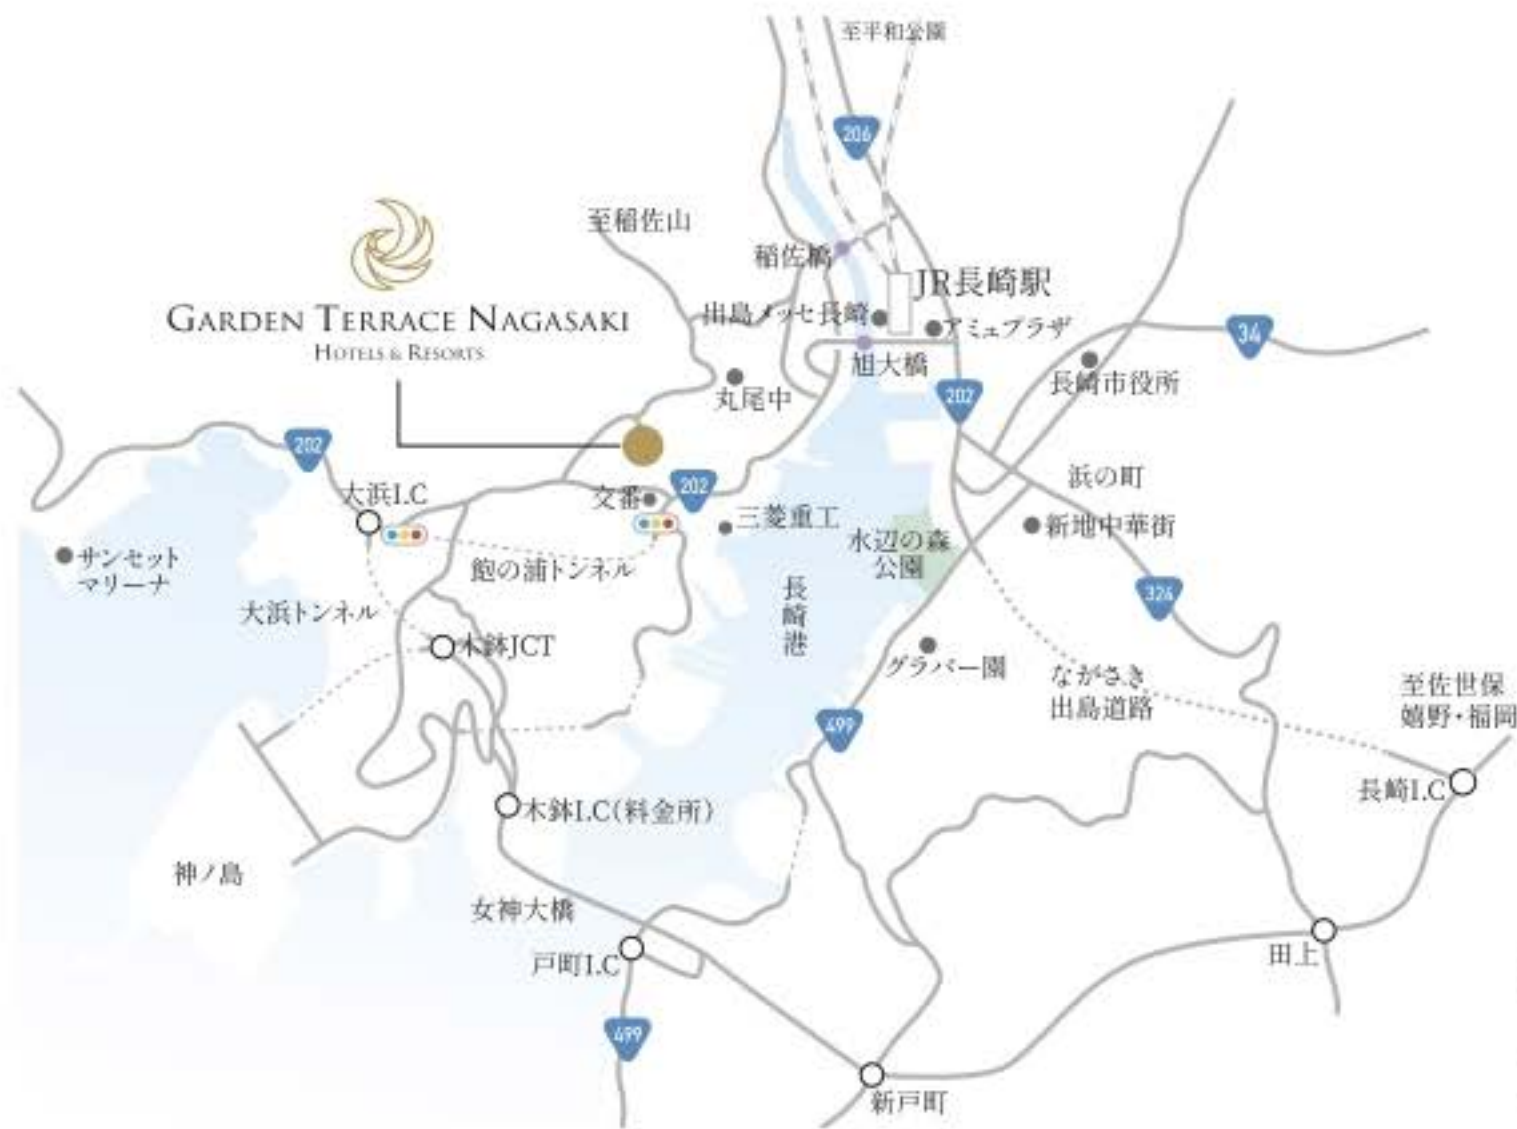 至平和公園
206
至稲佐山
稲佐橋
JR長崎駅
GARDEN TERRACE NAGASAKI
HOTELS & RESORTS
出島メッセ長崎
アミュプラザ
34
旭大橋
長崎市役所
丸尾中
202
202
浜の町
大浜I.C
交番
202
三菱重工
新地中華街
サンセット
マリーナ
飽の浦トンネル
水辺の森
公園
大浜トンネル
長崎港
324
木鉢JCT
グラバー園
ながさき
出島道路
至佐世保
嬉野・福岡
499
長崎I.C
木鉢I.C(料金所)
神ノ島
女神大橋
戸町I.C
田上
499
新戸町